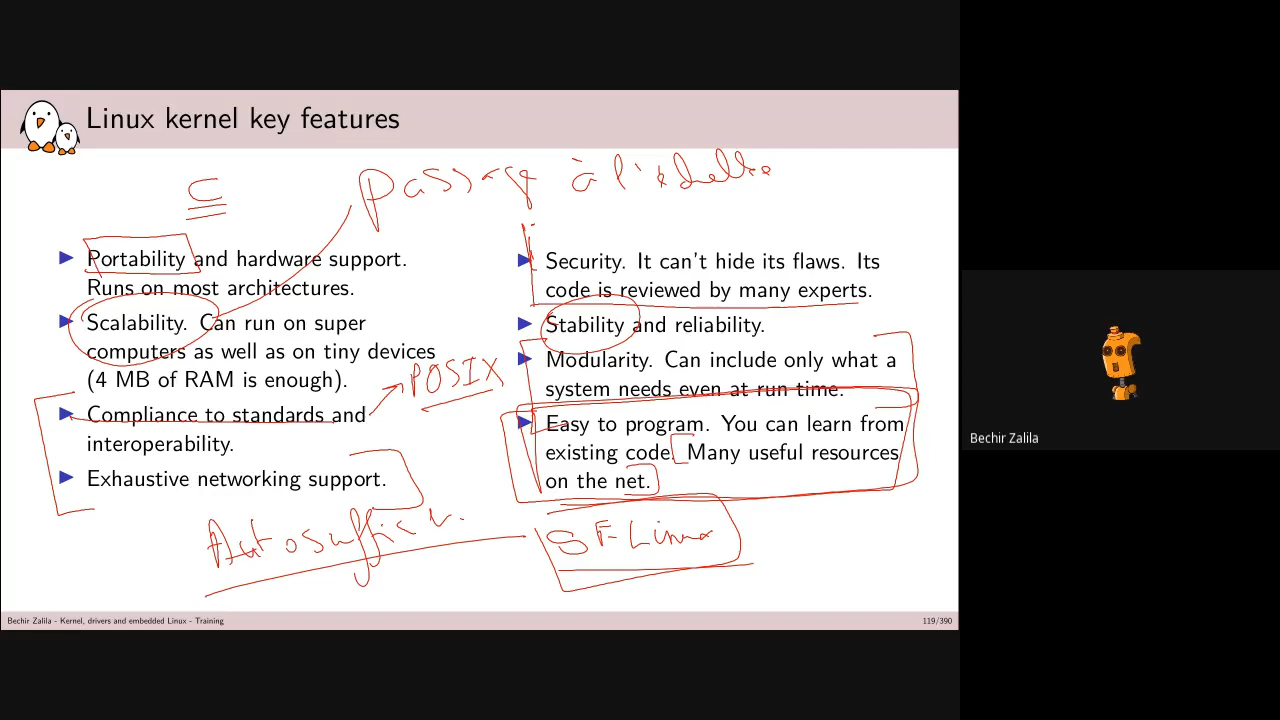 Linux kernel key features
Passage à l'échelle
C
Portability and hardware support.
Runs on most architectures.
Scalability. Can run on super
computers as well as on tiny devices
(4 MB of RAM is enough).
POSIX
Compliance to standards and
interoperability.
Exhaustive networking support.
Security. It can't hide its flaws. Its
code is reviewed by many experts.
Stability and reliability.
Modularity. Can include only what a
system needs even at run time.
Easy to program. You can learn from
existing code. Many useful resources
on the net.
Bechir Zalila
Bechir Zalila - Kernel, drivers and embedded Linux - Training
119/390